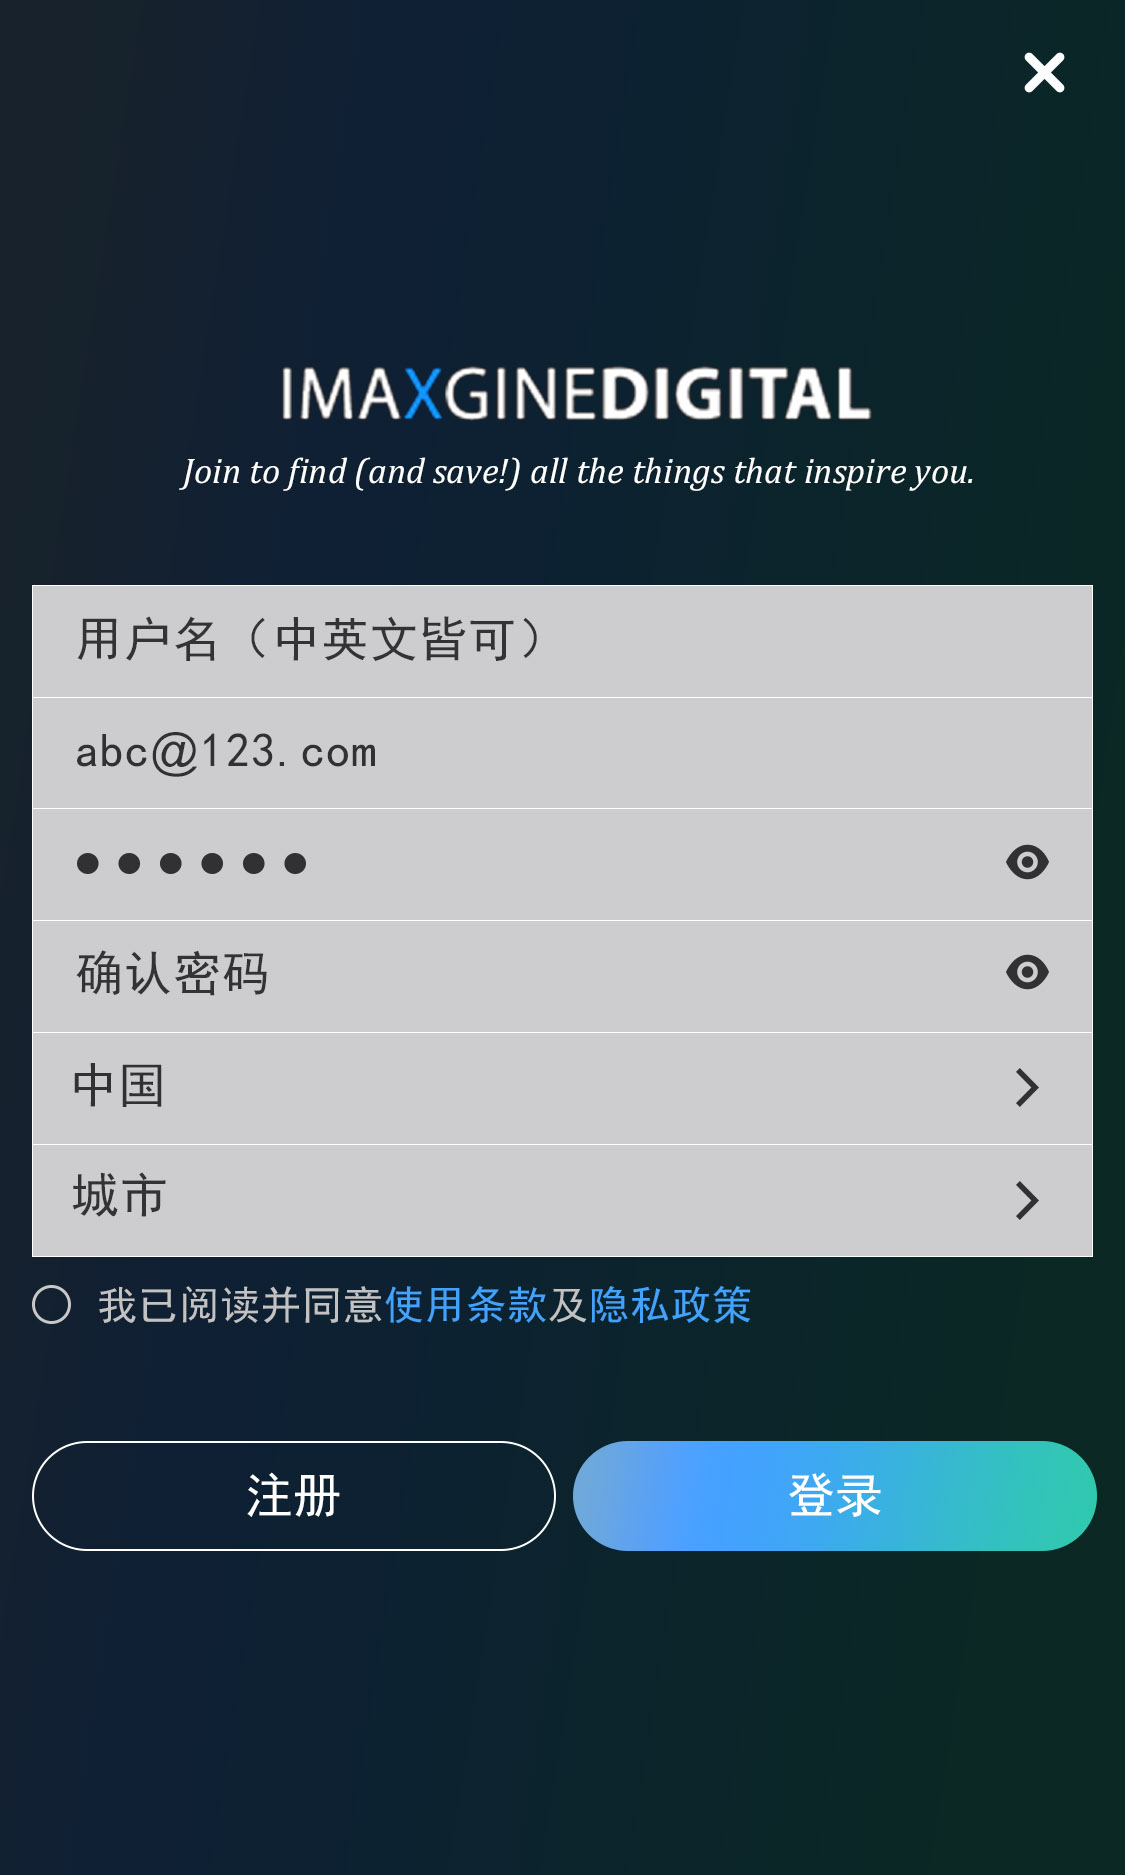 IMAXGINEDIGITAL
Join to find (and save!) all the things that inspire you.
用户名（中英文皆可）
abc@123.com
●●●●●●
确认密码
中国
城市
我已阅读并同意使用条款及隐私政策
注册
登录